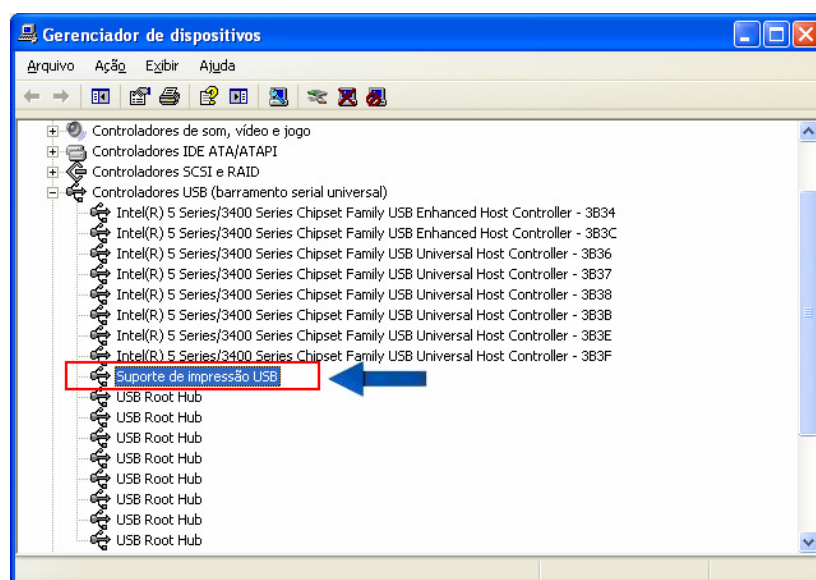 Gerenciador de dispositivos
Arquivo Ação Exibir Ajuda
Controladores de som, vídeo e jogo
Controladores IDE ATA/ATAPI
Controladores SCSI e RAID
Controladores USB (barramento serial universal)
Intel(R) 5 Series/3400 Series Chipset Family USB Enhanced Host Controller - 3B34
Intel(R) 5 Series/3400 Series Chipset Family USB Enhanced Host Controller - 3B3C
Intel(R) 5 Series/3400 Series Chipset Family USB Universal Host Controller - 3B36
Intel(R) 5 Series/3400 Series Chipset Family USB Universal Host Controller - 3B37
Intel(R) 5 Series/3400 Series Chipset Family USB Universal Host Controller - 3B38
Intel(R) 5 Series/3400 Series Chipset Family USB Universal Host Controller - 3B3B
Intel(R) 5 Series/3400 Series Chipset Family USB Universal Host Controller - 3B3E
Intel(R) 5 Series/3400 Series Chipset Family USB Universal Host Controller - 3B3F
Suporte de impressão USB
USB Root Hub
USB Root Hub
USB Root Hub
USB Root Hub
USB Root Hub
USB Root Hub
USB Root Hub
USB Root Hub